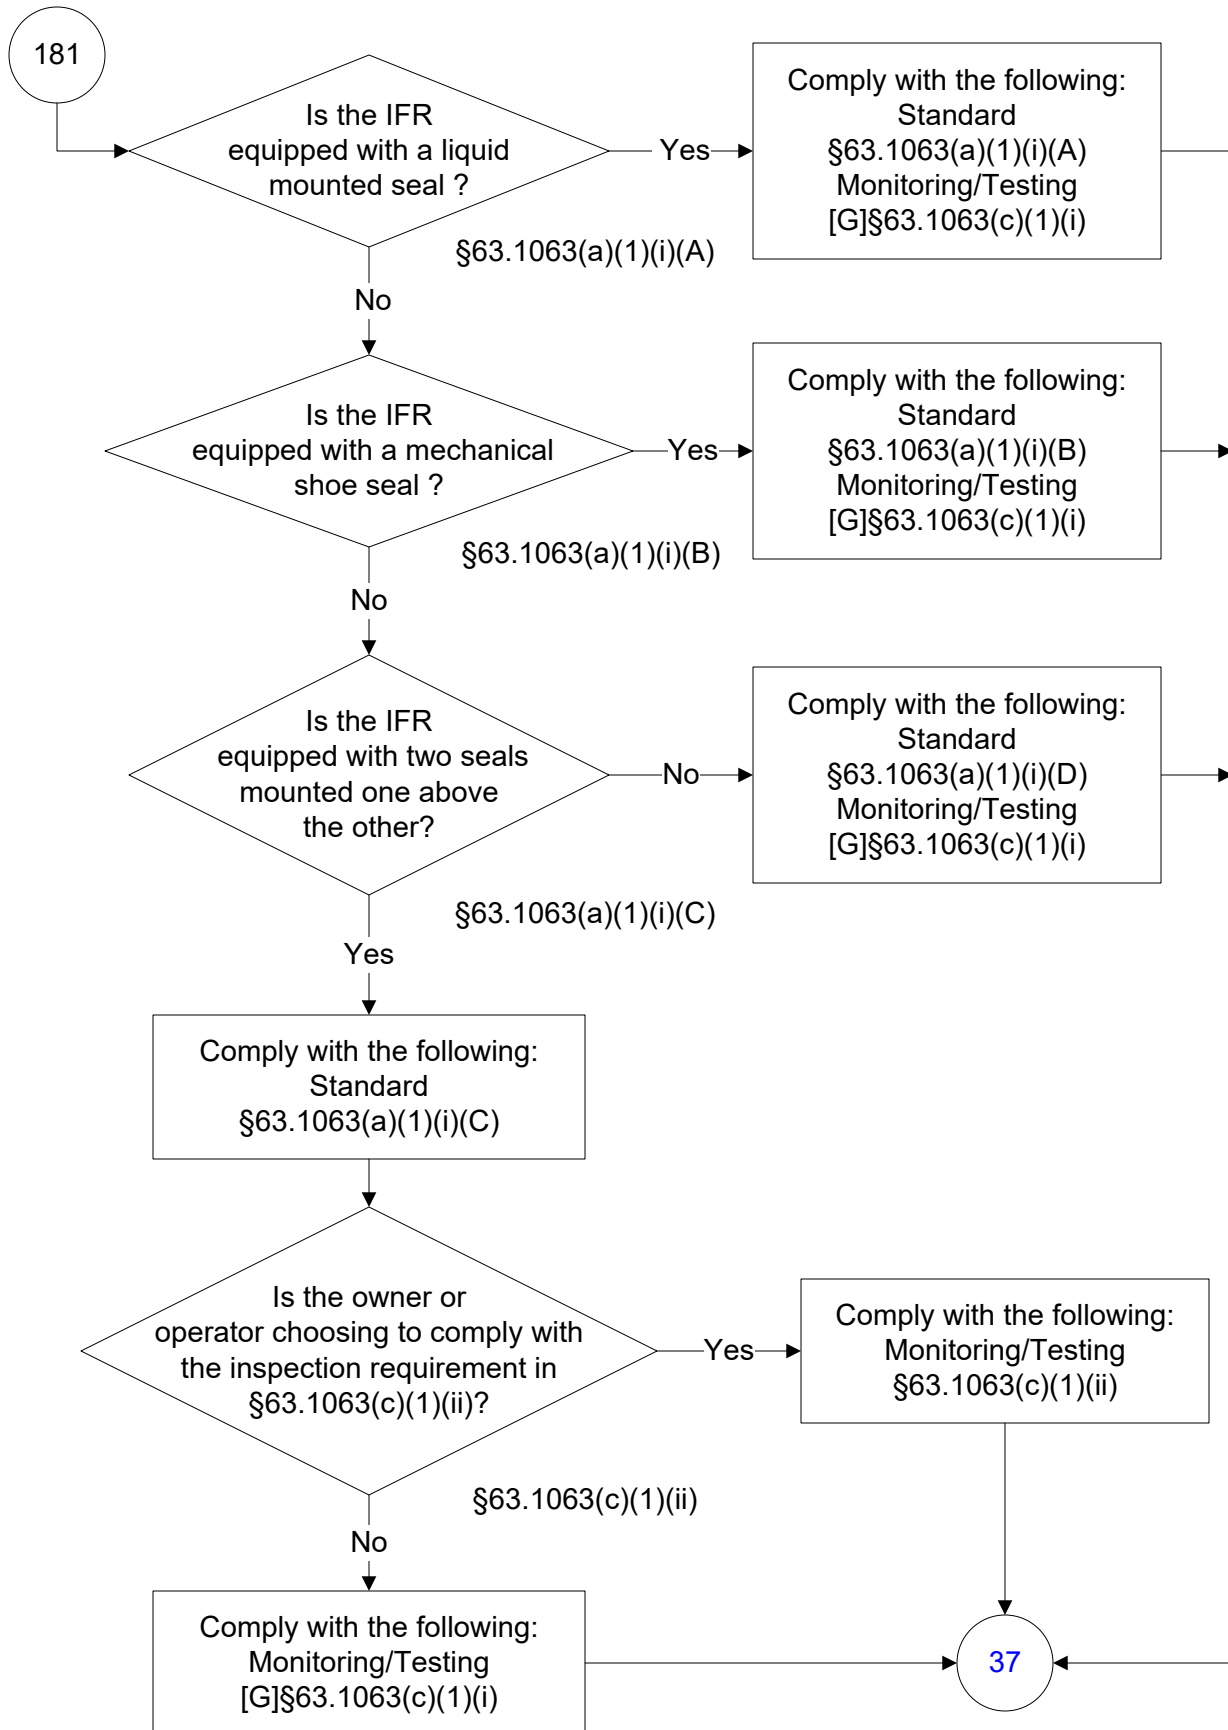 181
Is the IFR
equipped with a liquid
mounted seal ?
Yes
Comply with the following:
Standard
§63.1063(a)(1)(i)(A)
Monitoring/Testing
[G]§63.1063(c)(1)(i)
§63.1063(a)(1)(i)(A)
No
Is the IFR
equipped with a mechanical
shoe seal ?
Yes
Comply with the following:
Standard
§63.1063(a)(1)(i)(B)
Monitoring/Testing
[G]§63.1063(c)(1)(i)
§63.1063(a)(1)(i)(B)
No
Is the IFR
equipped with two seals
mounted one above
the other?
No
Comply with the following:
Standard
§63.1063(a)(1)(i)(D)
Monitoring/Testing
[G]§63.1063(c)(1)(i)
§63.1063(a)(1)(i)(C)
Yes
Comply with the following:
Standard
§63.1063(a)(1)(i)(C)
Is the owner or
operator choosing to comply with
the inspection requirement in
§63.1063(c)(1)(ii)?
Yes
Comply with the following:
Monitoring/Testing
§63.1063(c)(1)(ii)
§63.1063(c)(1)(ii)
No
Comply with the following:
Monitoring/Testing
[G]§63.1063(c)(1)(i)
37